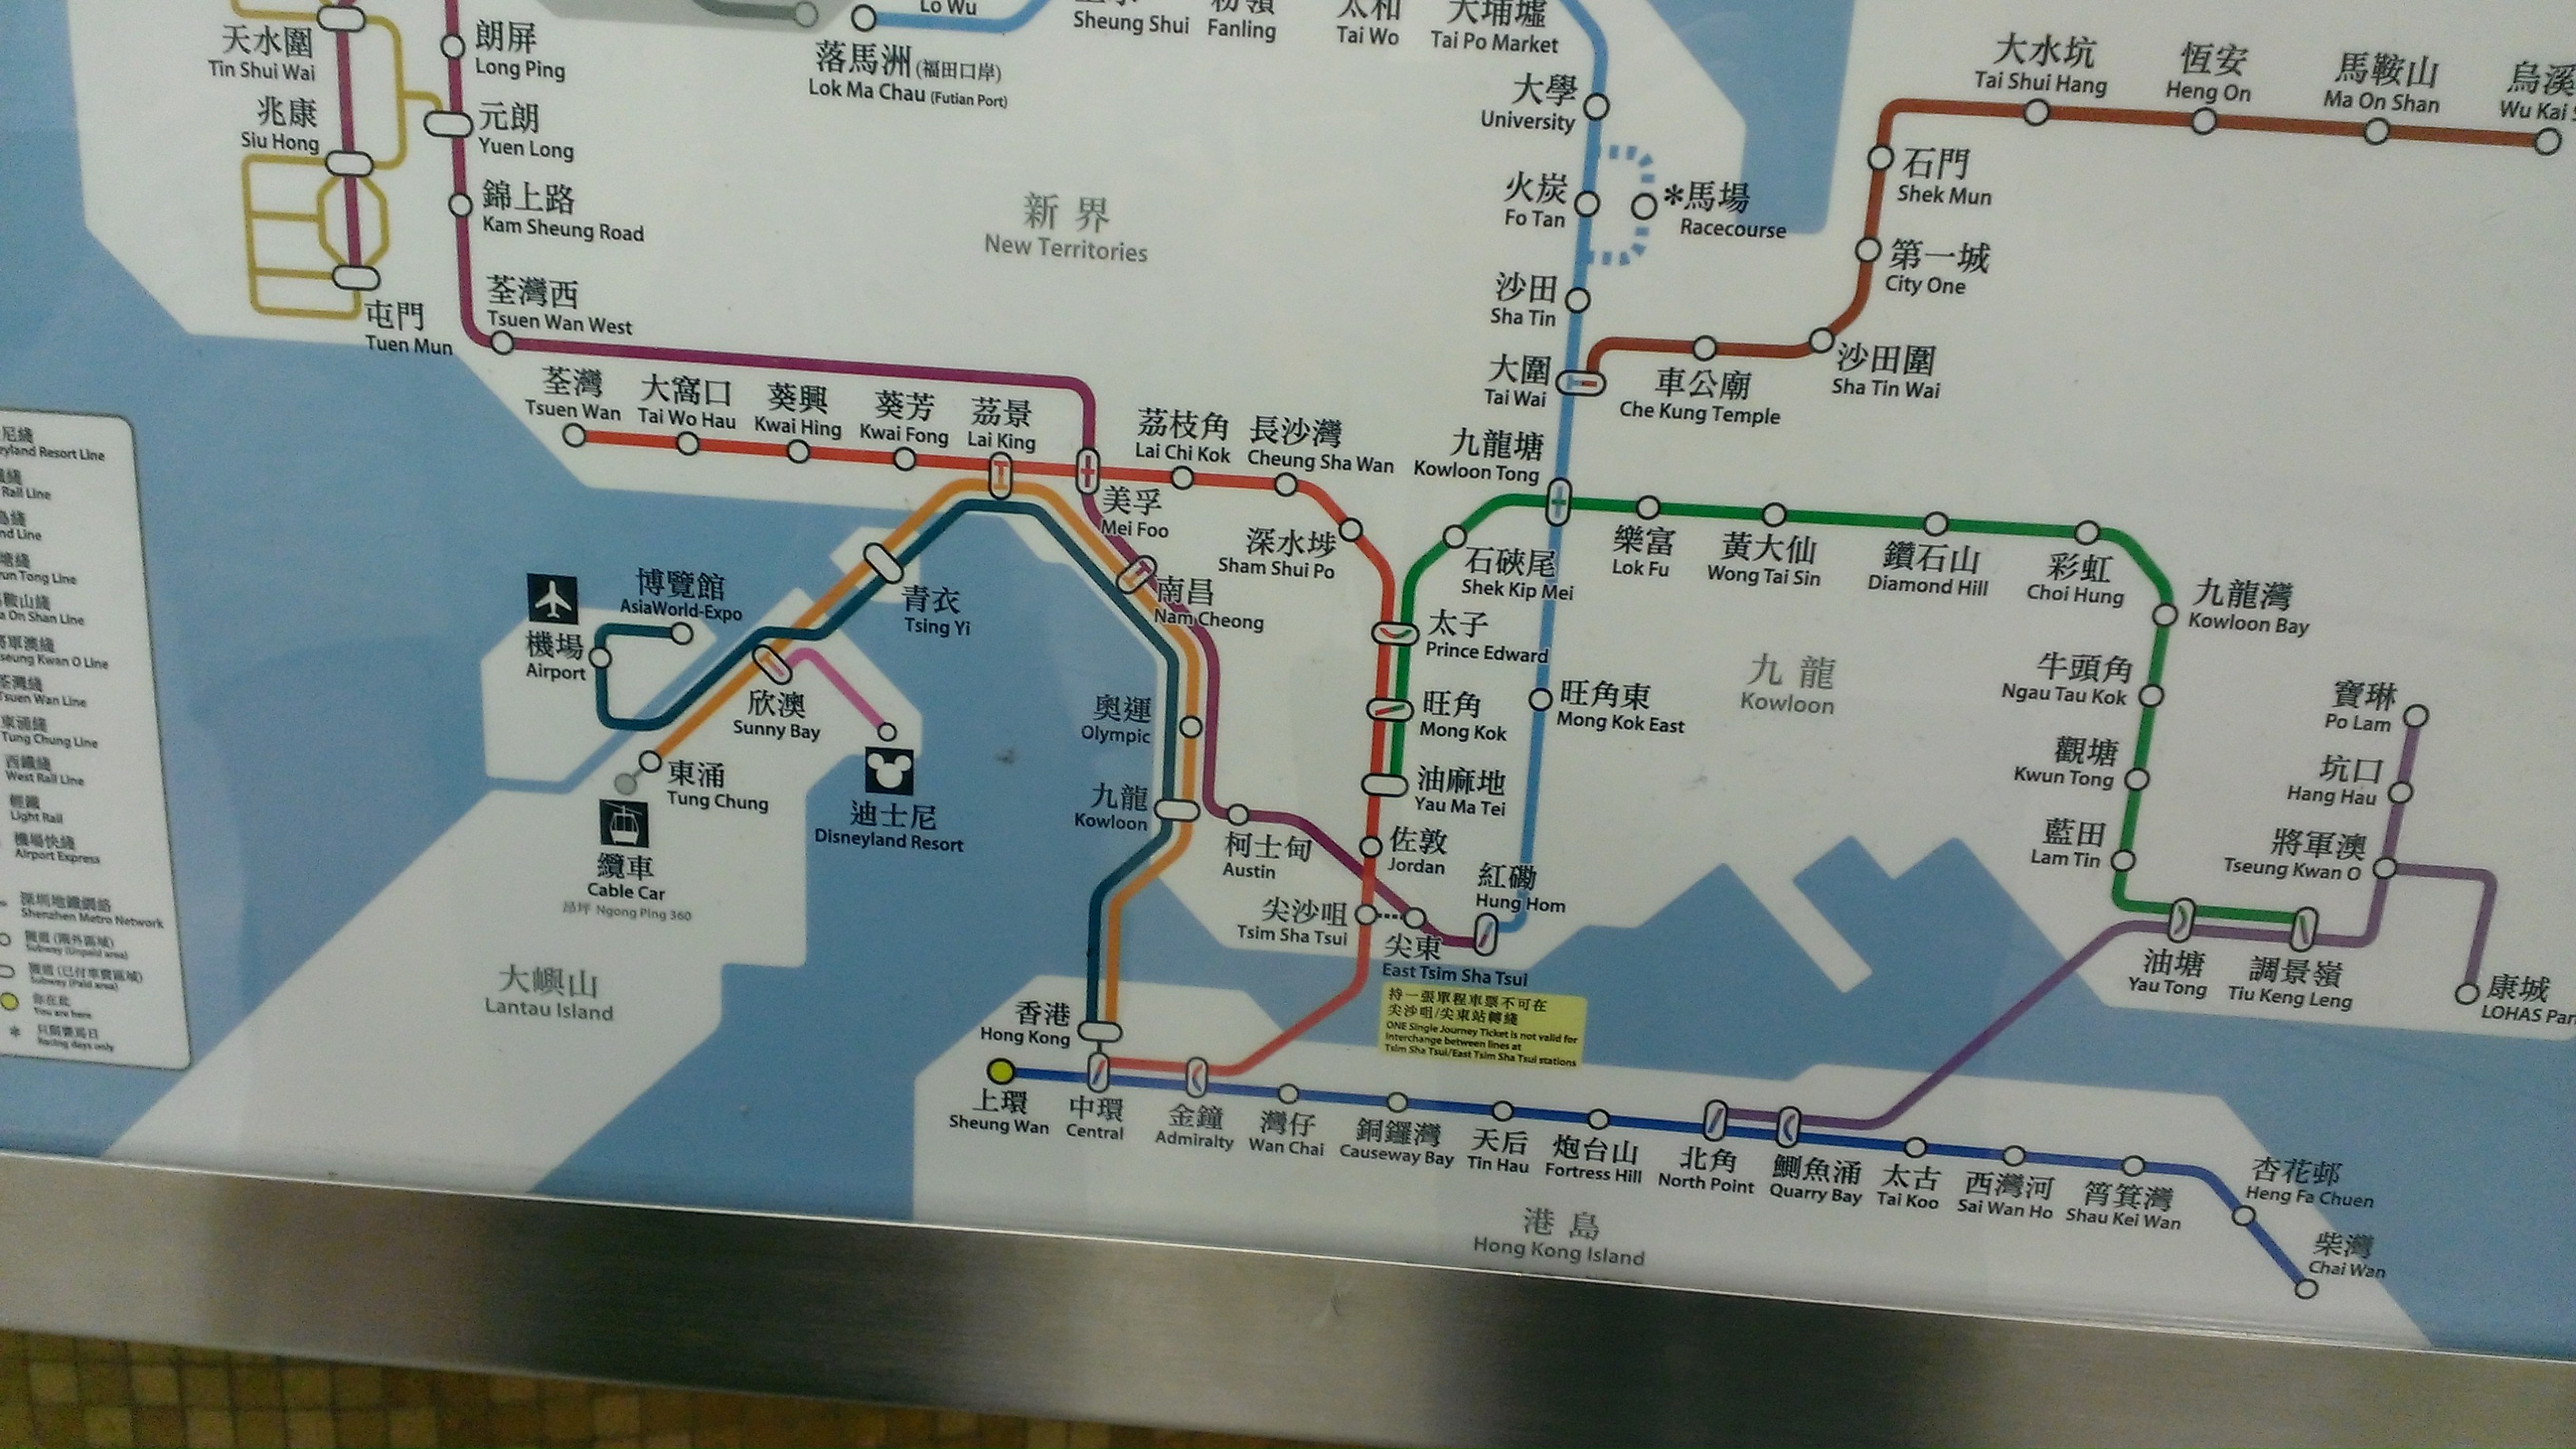 天水圍
Tin Shui Wai
兆康
Siu Hong
屯門
Tuen Mun
朗屏
Long Ping
元朗
Yuen Long
錦上路
Kam Sheung Road
荃灣西
Tsuen Wan West
Lo Wu
落馬洲 (福田口岸)
Lok Ma Chau (Futian Port)
Sheung Shui
Fanling
太和
Tai Wo
大埔墟
Tai Po Market
大學
University
火炭
Fo Tan
*馬場
Racecourse
沙田
Sha Tin
大圍
Tai Wai
九龍塘
Kowloon Tong
大水坑
Tai Shui Hang
恆安
Heng On
馬鞍山
Ma On Shan
烏溪
Wu Kai
石門
Shek Mun
第一城
City One
沙田圍
Sha Tin Wai
車公廟
Che Kung Temple
新界
New Territories
荃灣
Tsuen Wan
大窩口
Tai Wo Hau
葵興
Kwai Hing
葵芳
Kwai Fong
荔景
Lai King
美孚
Mei Foo
荔枝角
Lai Chi Kok
長沙灣
Cheung Sha Wan
深水埗
Sham Shui Po
石硤尾
Shek Kip Mei
樂富
Lok Fu
黃大仙
Wong Tai Sin
鑽石山
Diamond Hill
彩虹
Choi Hung
九龍灣
Kowloon Bay
牛頭角
Ngau Tau Kok
觀塘
Kwun Tong
藍田
Lam Tin
油塘
Yau Tong
調景嶺
Tiu Keng Leng
寶琳
Po Lam
坑口
Hang Hau
將軍澳
Tseung Kwan O
康城
LOHAS
太子
Prince Edward
旺角
Mong Kok
油麻地
Yau Ma Tei
佐敦
Jordan
尖沙咀
Tsim Sha Tsui
尖東
East Tsim Sha Tsui
持一張單程車票不可在
尖沙咀/尖東站轉綫
ONE Single Journey Ticket is not valid for
interchange between lines at
Tsim Sha Tsui/East Tsim Sha Tsui stations
旺角東
Mong Kok East
紅磡
Hung Hom
九龍
Kowloon
南昌
Nam Cheong
奧運
Olympic
九龍
Kowloon
柯士甸
Austin
香港
Hong Kong
青衣
Tsing Yi
博覽館
AsiaWorld-Expo
機場
Airport
欣澳
Sunny Bay
東涌
Tung Chung
迪士尼
Disneyland Resort
纜車
Cable Car
昂坪 Ngong Ping 360
大嶼山
Lantau Island
上環
Sheung Wan
中環
Central
金鐘
Admiralty
灣仔
Wan Chai
銅鑼灣
Causeway Bay
天后
Tin Hau
炮台山
Fortress Hill
北角
North Point
鰂魚涌
Quarry Bay
太古
Tai Koo
西灣河
Sai Wan Ho
筲箕灣
Shau Kei Wan
杏花邨
Heng Fa Chuen
柴灣
Chai Wan
港島
Hong Kong Island
尼綫
Resort Line
Rail Line
Line
Tong Line
馬鞍山綫
On Shan Line
將軍澳綫
Kwan O Line
荃灣綫
Tsuen Wan Line
東涌綫
Tung Chung Line
西鐵綫
West Rail Line
輕鐵
Light Rail
機場快綫
Airport Express
深圳地鐵網絡
Shenzhen Metro Network
Subway (Unpaid area)
Subway (Paid area)
你在此
You are here
* 只限賽馬日
Racing days only